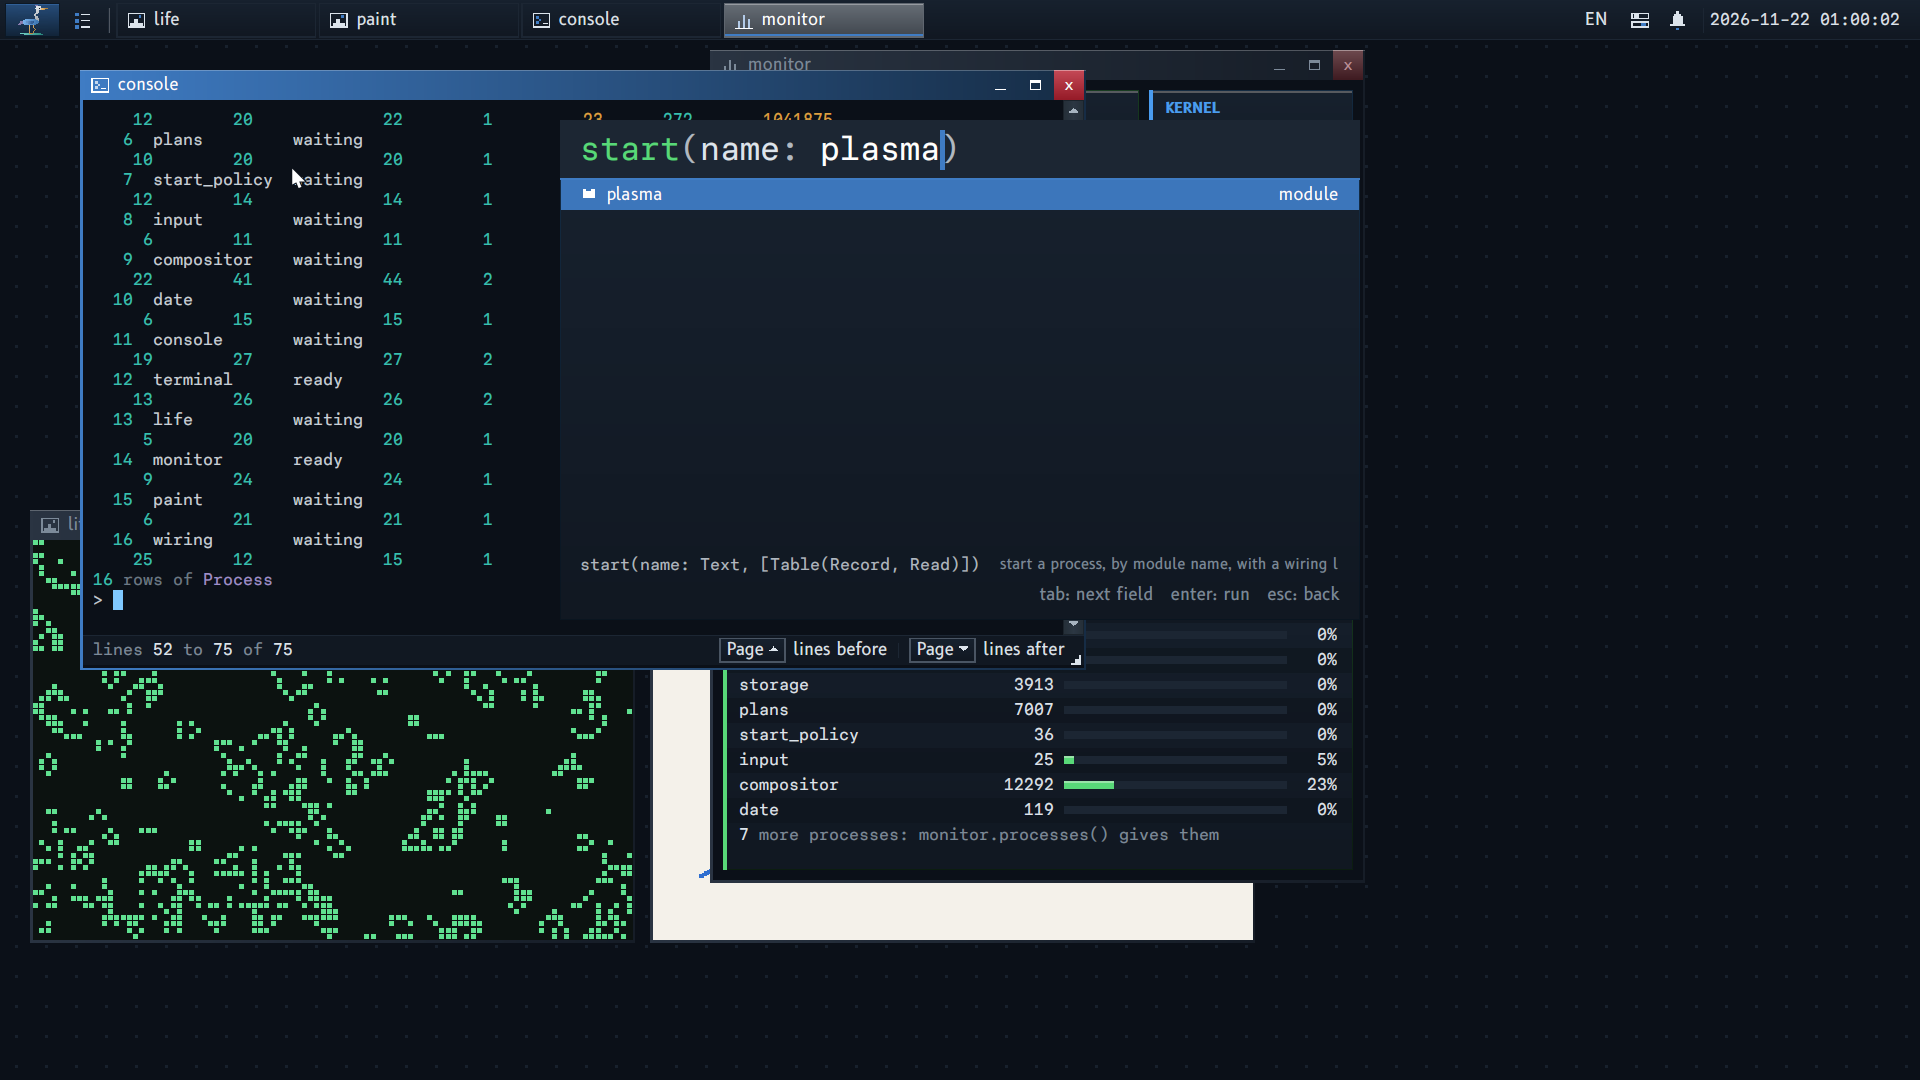 life
paint
console
monitor
EN
2026-11-22 01:00:02
monitor
console
x
x
KERNEL
12 20 22 1 23 272 1041875
6 plans waiting
10 20 20 1
7 start_policy waiting
12 14 14 1
8 input waiting
6 11 11 1
9 compositor waiting
22 41 44 2
10 date waiting
6 15 15 1
11 console waiting
19 27 27 2
12 terminal ready
13 26 26 2
13 life waiting
5 20 20 1
14 monitor ready
9 24 24 1
15 paint waiting
6 21 21 1
16 wiring waiting
25 12 15 1
16 rows of Process
>
lines 52 to 75 of 75
Page lines before Page lines after
start(name: plasma)
plasma module
start(name: Text, [Table(Record, Read)]) start a process, by module name, with a wiring l
tab: next field enter: run esc: back
0%
0%
storage 3913 0%
plans 7007 0%
start_policy 36 0%
input 25 5%
compositor 12292 23%
date 119 0%
7 more processes: monitor.processes() gives them